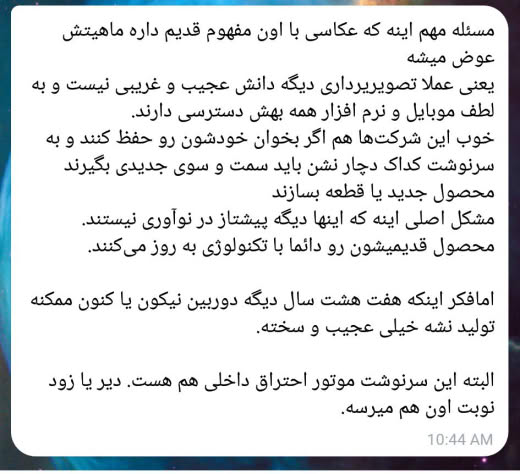 مسئله مهم اینه که عکاسی با اون مفهوم قدیم داره ماهیتش
عوض میشه
یعنی عملا تصویربرداری دیگه دانش عجیب و غریبی نیست و به
لطف موبایل و نرم افزار همه بهش دسترسی دارند.
خوب این شرکت‌ها هم اگر بخوان خودشون رو حفظ کنند و به
سرنوشت کداک دچار نشن باید سمت و سوی جدیدی بگیرند
محصول جدید یا قطعه بسازند
مشکل اصلی اینه که اینها دیگه پیشتاز در نوآوری نیستند.
محصول قدیمیشون رو دائما با تکنولوژی به روز می‌کنند.
امافکر اینکه هفت هشت سال دیگه دوربین نیکون یا کنون ممکنه
تولید نشه خیلی عجیب و سخته.
البته این سرنوشت موتور احتراق داخلی هم هست. دیر یا زود
نوبت اون هم میرسه.
10:44 AM